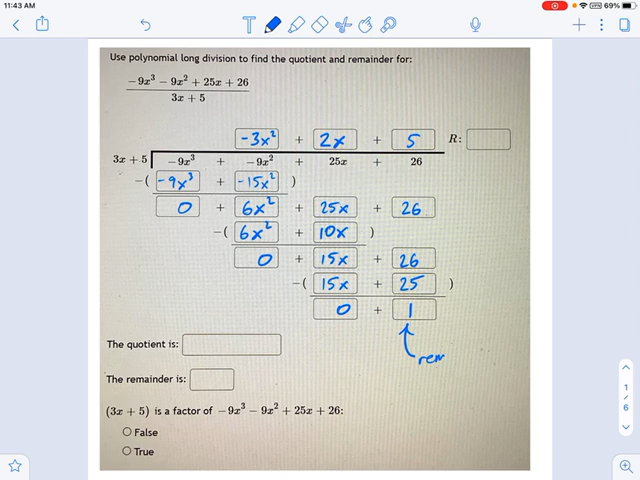 11:43 AM
VPN 69%
T
Use polynomial long division to find the quotient and remainder for:
−9x³ − 9x² + 25x + 26
3x + 5
-3x² + 2x + 5 R:
3x + 5 −9x³ + −9x² + 25x + 26
−( -9x³ + -15x² )
0 + 6x² + 25x + 26
−( 6x² + 10x )
0 + 15x + 26
−( 15x + 25 )
0 + 1
rem
The quotient is:
The remainder is:
(3x + 5) is a factor of −9x³ − 9x² + 25x + 26:
False
True
1
/
6